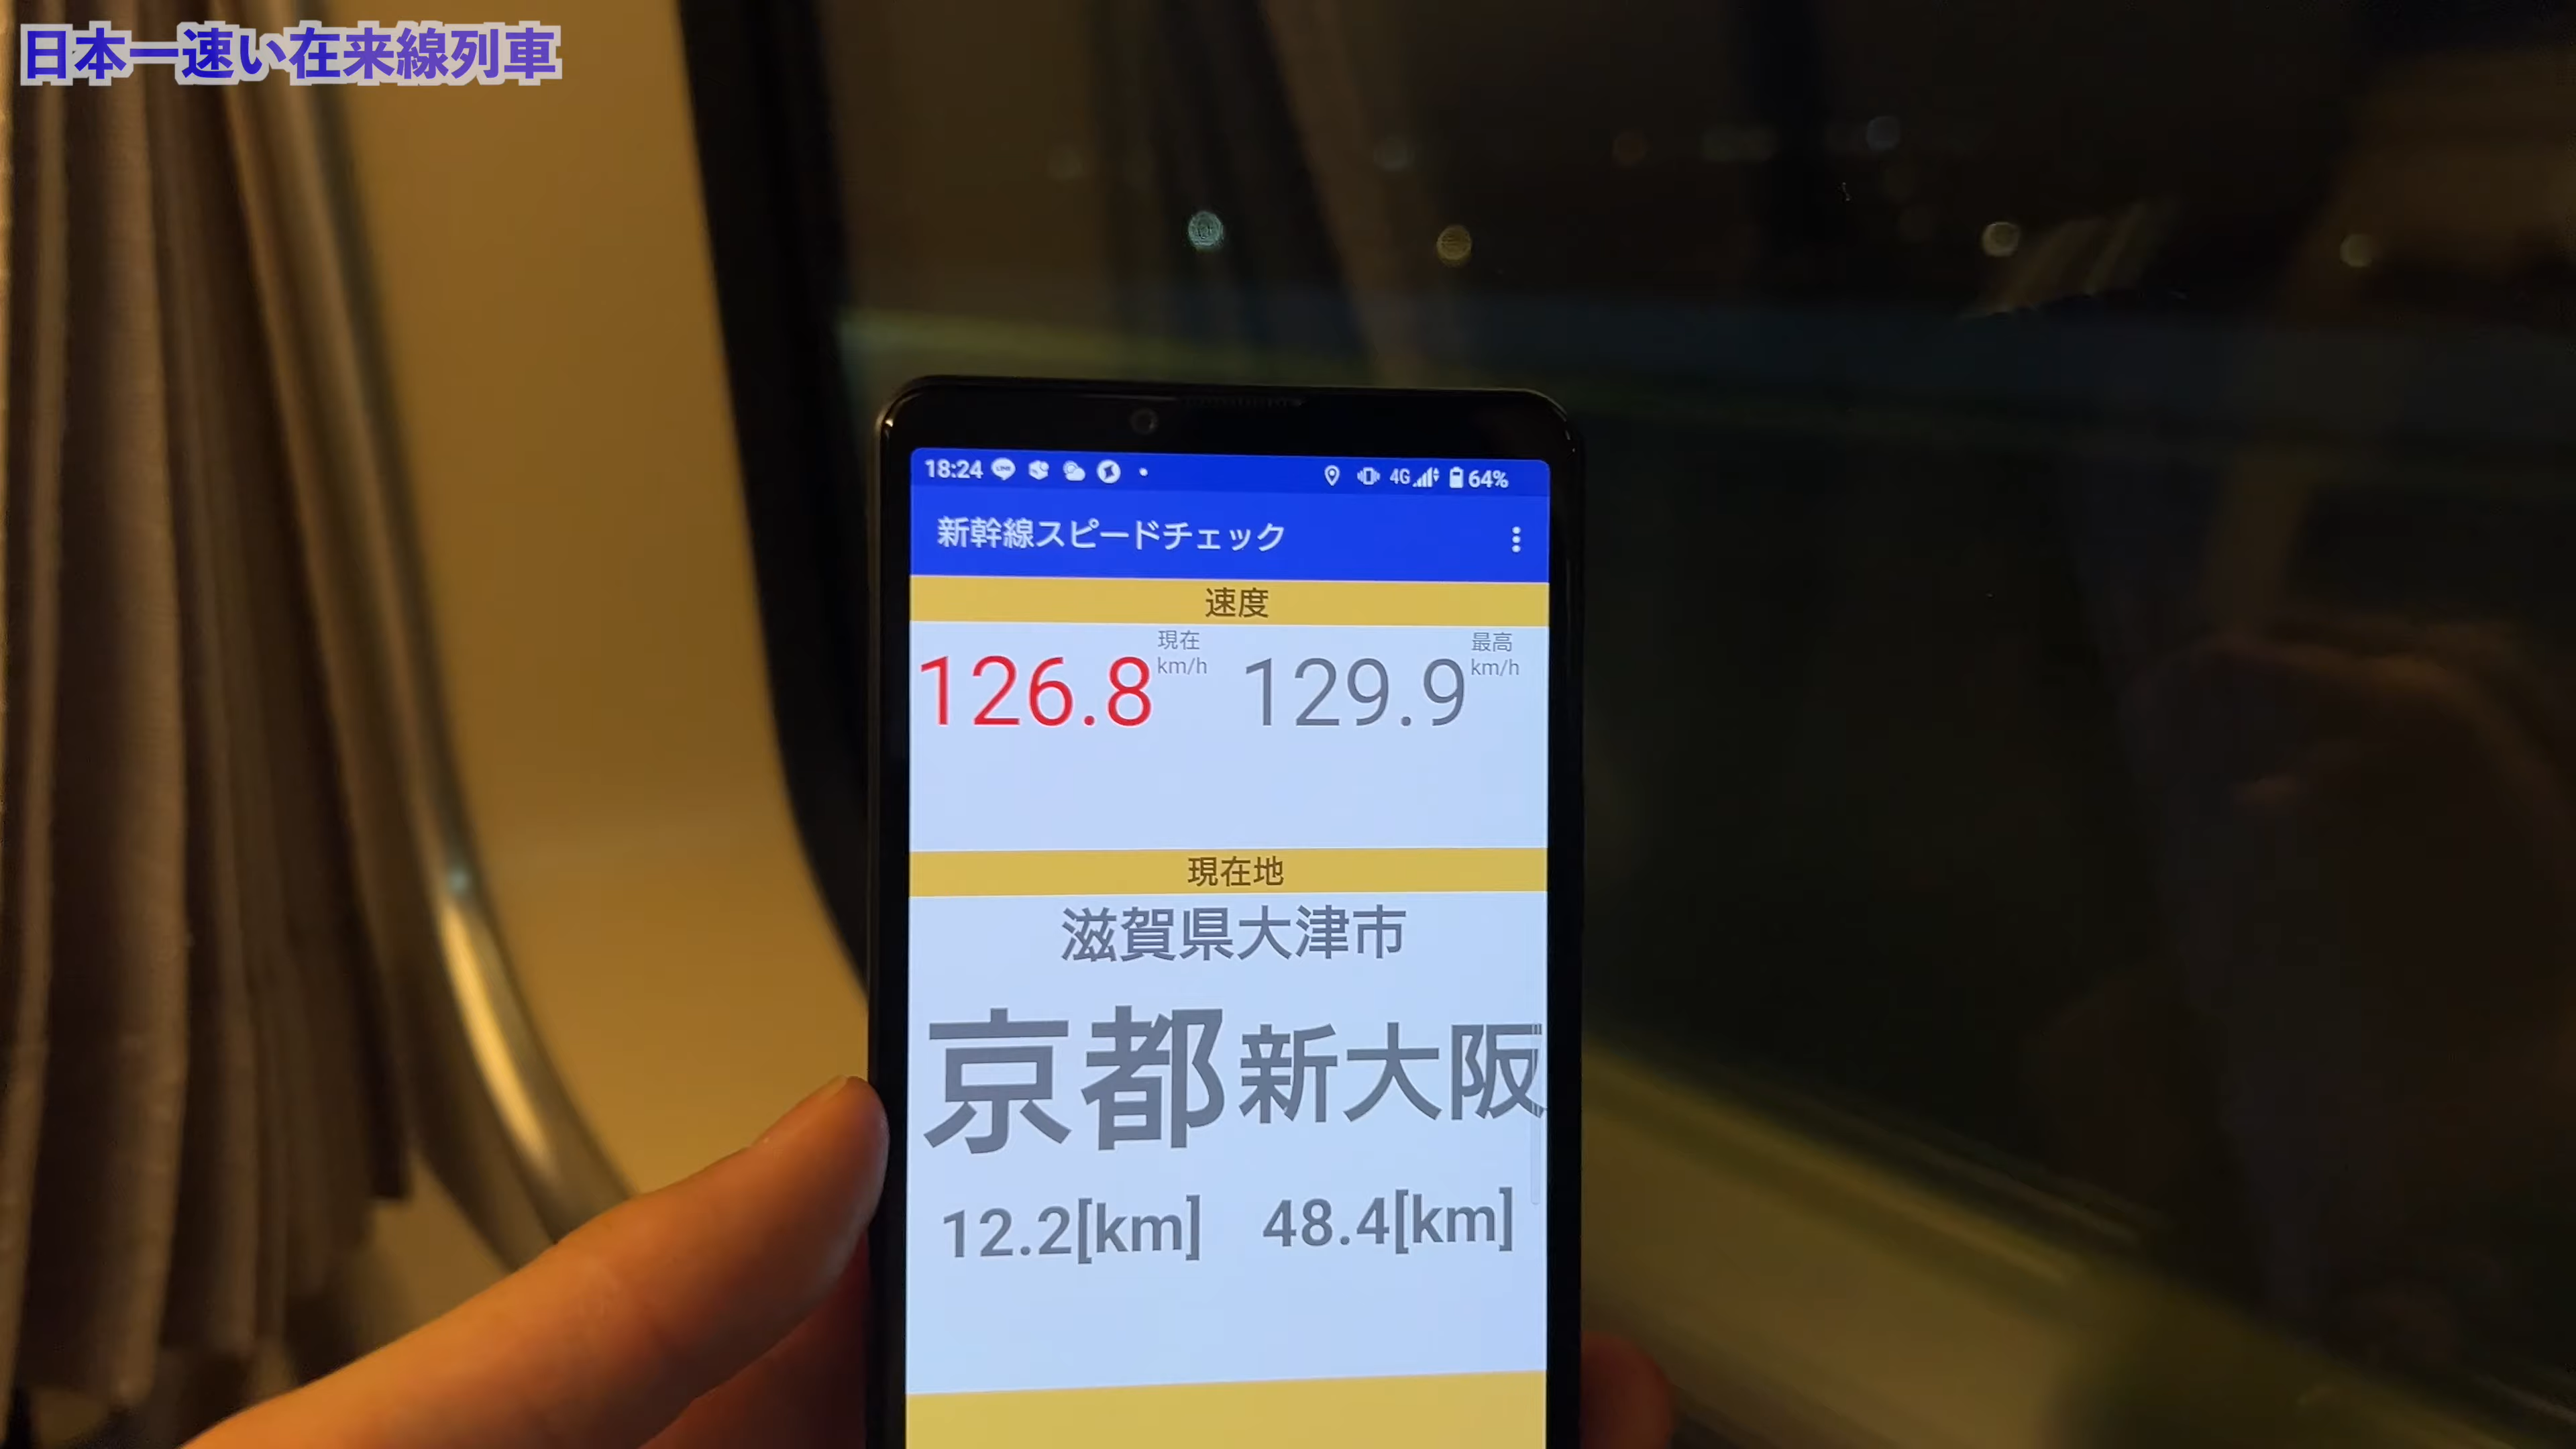 日本一速い在来線列車
18:24 4G 64%
新幹線スピードチェック
速度
126.8 現在 km/h 129.9 最高 km/h
現在地
滋賀県大津市
京都 新大阪
12.2[km] 48.4[km]